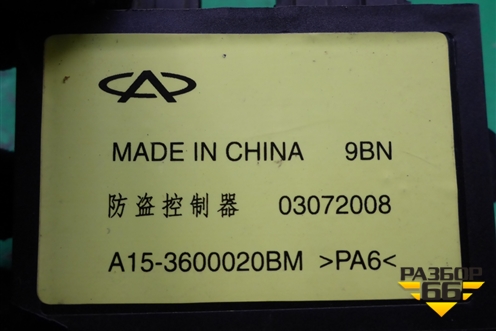 MADE IN CHINA 9BN
防盗控制器 03072008
A15-3600020BM >PA6<
РАЗБОР
66